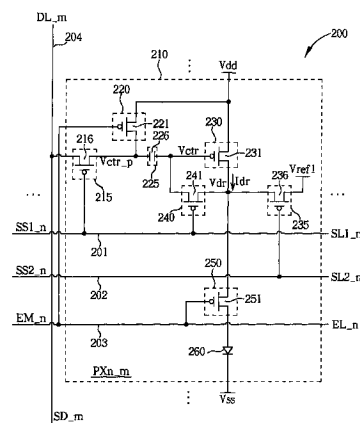 DL_m
204
200
210
Vdd
220
221
226
230
216
Vctr_p
Vctr
231
225
215
241
Vdr
Idr
236
Vref1
240
235
... ...
SS1_n
201
SL1_n
SS2_n
202
SL2_n
250
251
EM_n
203
EL_n
260
PXn_m
Vss
SD_m